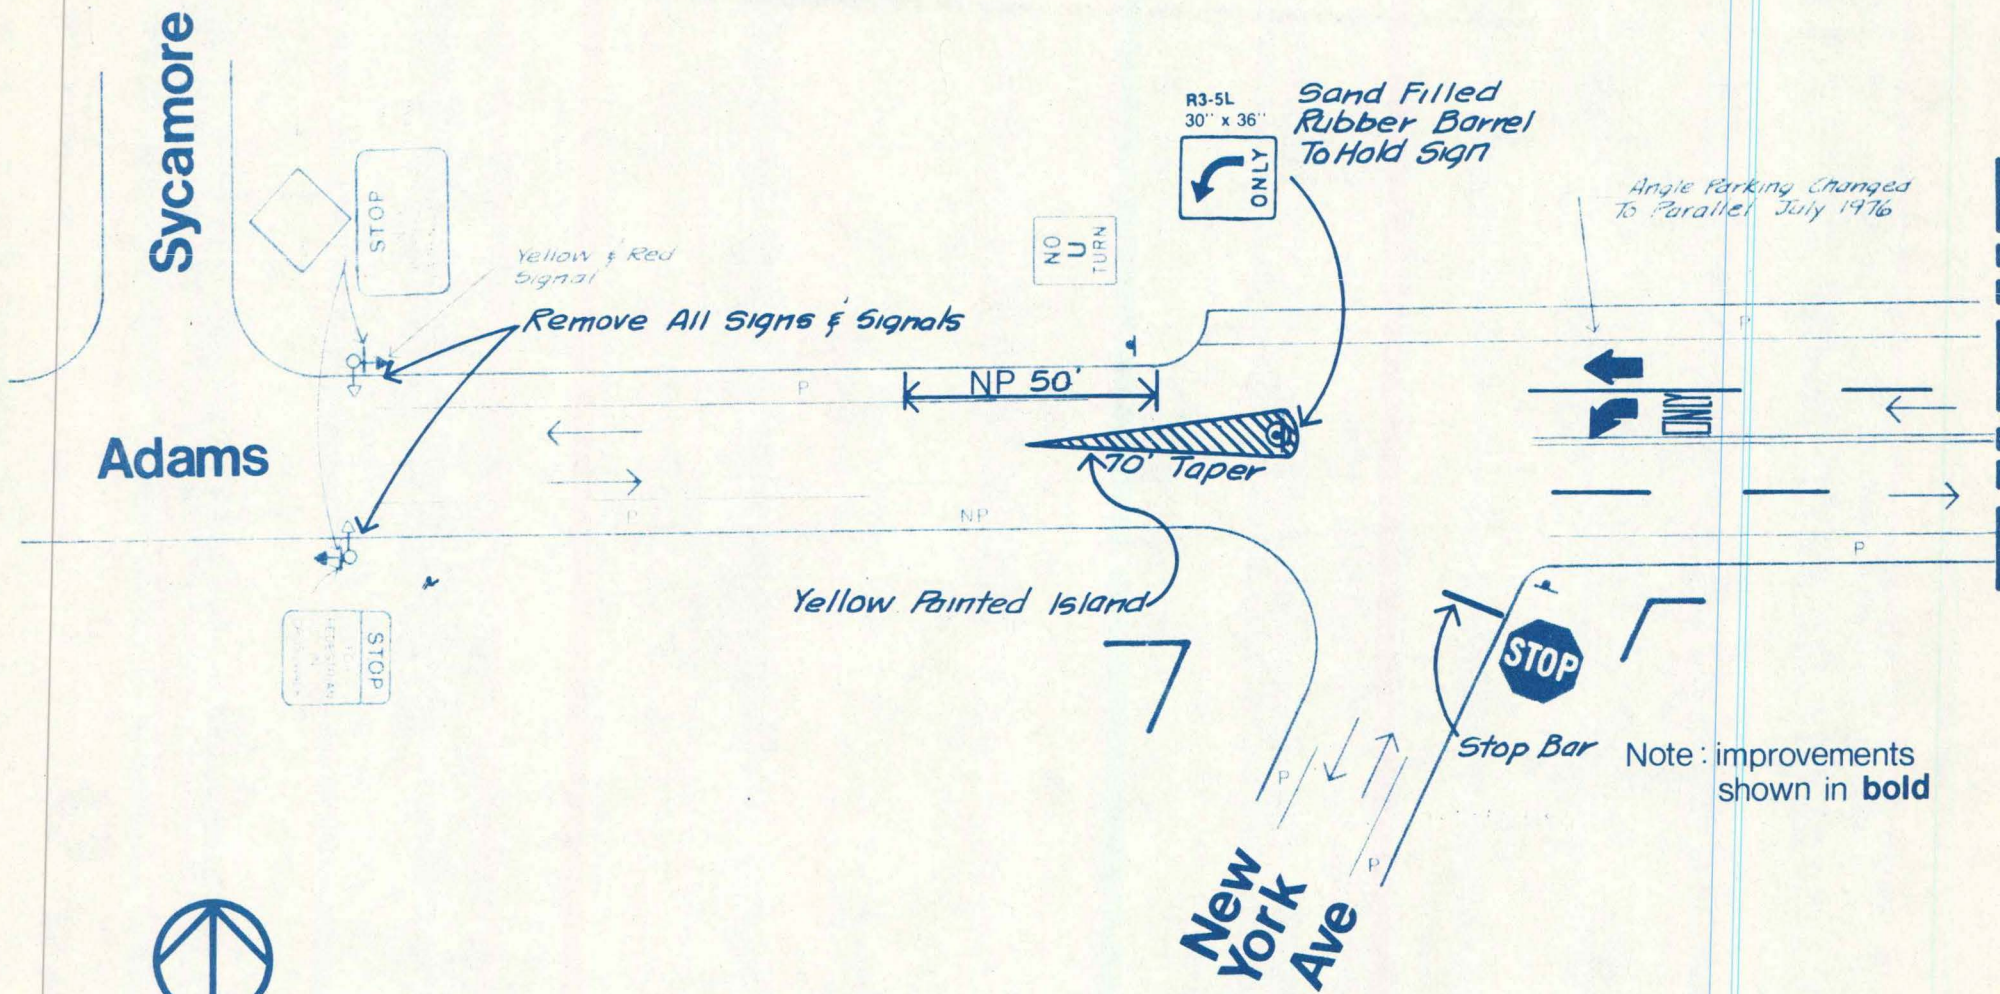 Sycamore
R3-5L
30'' x 36''
ONLY
Sand Filled
Rubber Barrel
To Hold Sign
Angle Parking Changed
To Parallel July 1976
STOP
NO
U
TURN
Yellow & Red
Signal
Remove All Signs & Signals
P
P
NP 50'
ONLY
Adams
70' Taper
P
NP
P
Yellow Painted Island
STOP
PEDESTRIAN
IN
STOP
Stop Bar
Note: improvements
shown in bold
P
P
New
York
Ave